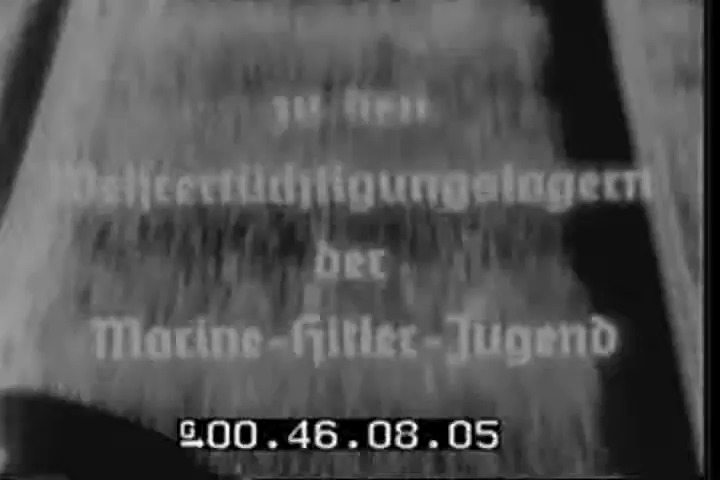 zu den
Wehrertüchtigungslagern
der
Marine-Hitler-Jugend
00.46.08.05